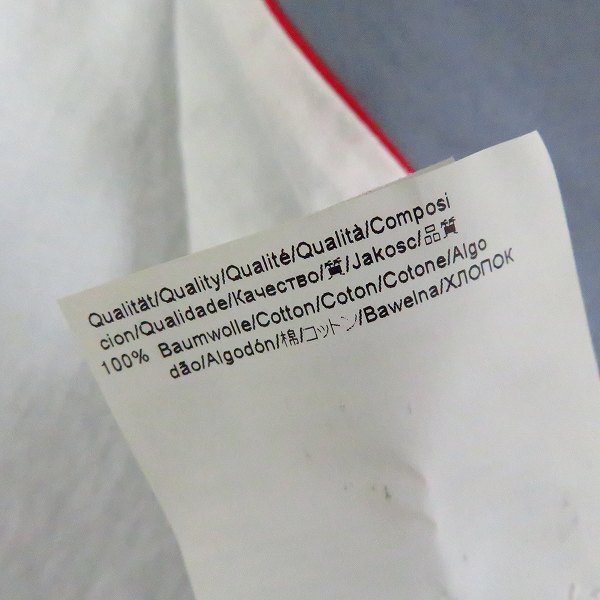 Qualität/Quality/Qualité/Qualità/Composi
cion/Qualidade/Качество/質/Jakosc/品質
100% Baumwolle/Cotton/Coton/Cotone/Algo
dão/Algodón/棉/コットン/Bawełna/ХЛОПОК